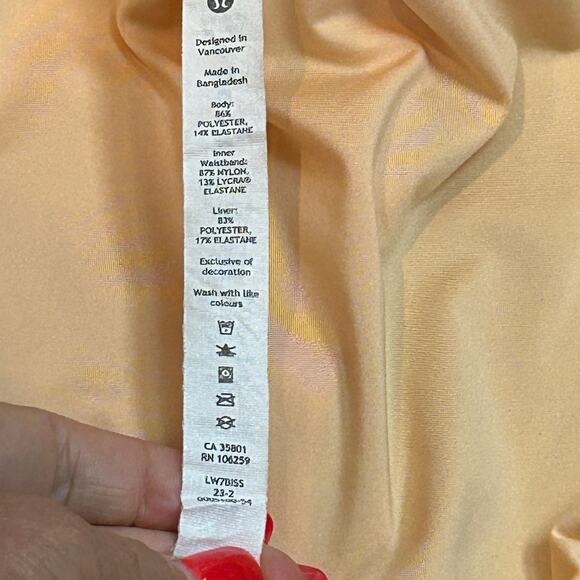 Designed in
Vancouver
Made in
Bangladesh
Body:
86%
POLYESTER,
14% ELASTANE
Inner
Waistband:
87% NYLON,
13% LYCRA®
ELASTANE
Liner:
83%
POLYESTER,
17% ELASTANE
Exclusive of
decoration
Wash with like
colours
CA 35801
RN 106259
LW7BISS
23-2